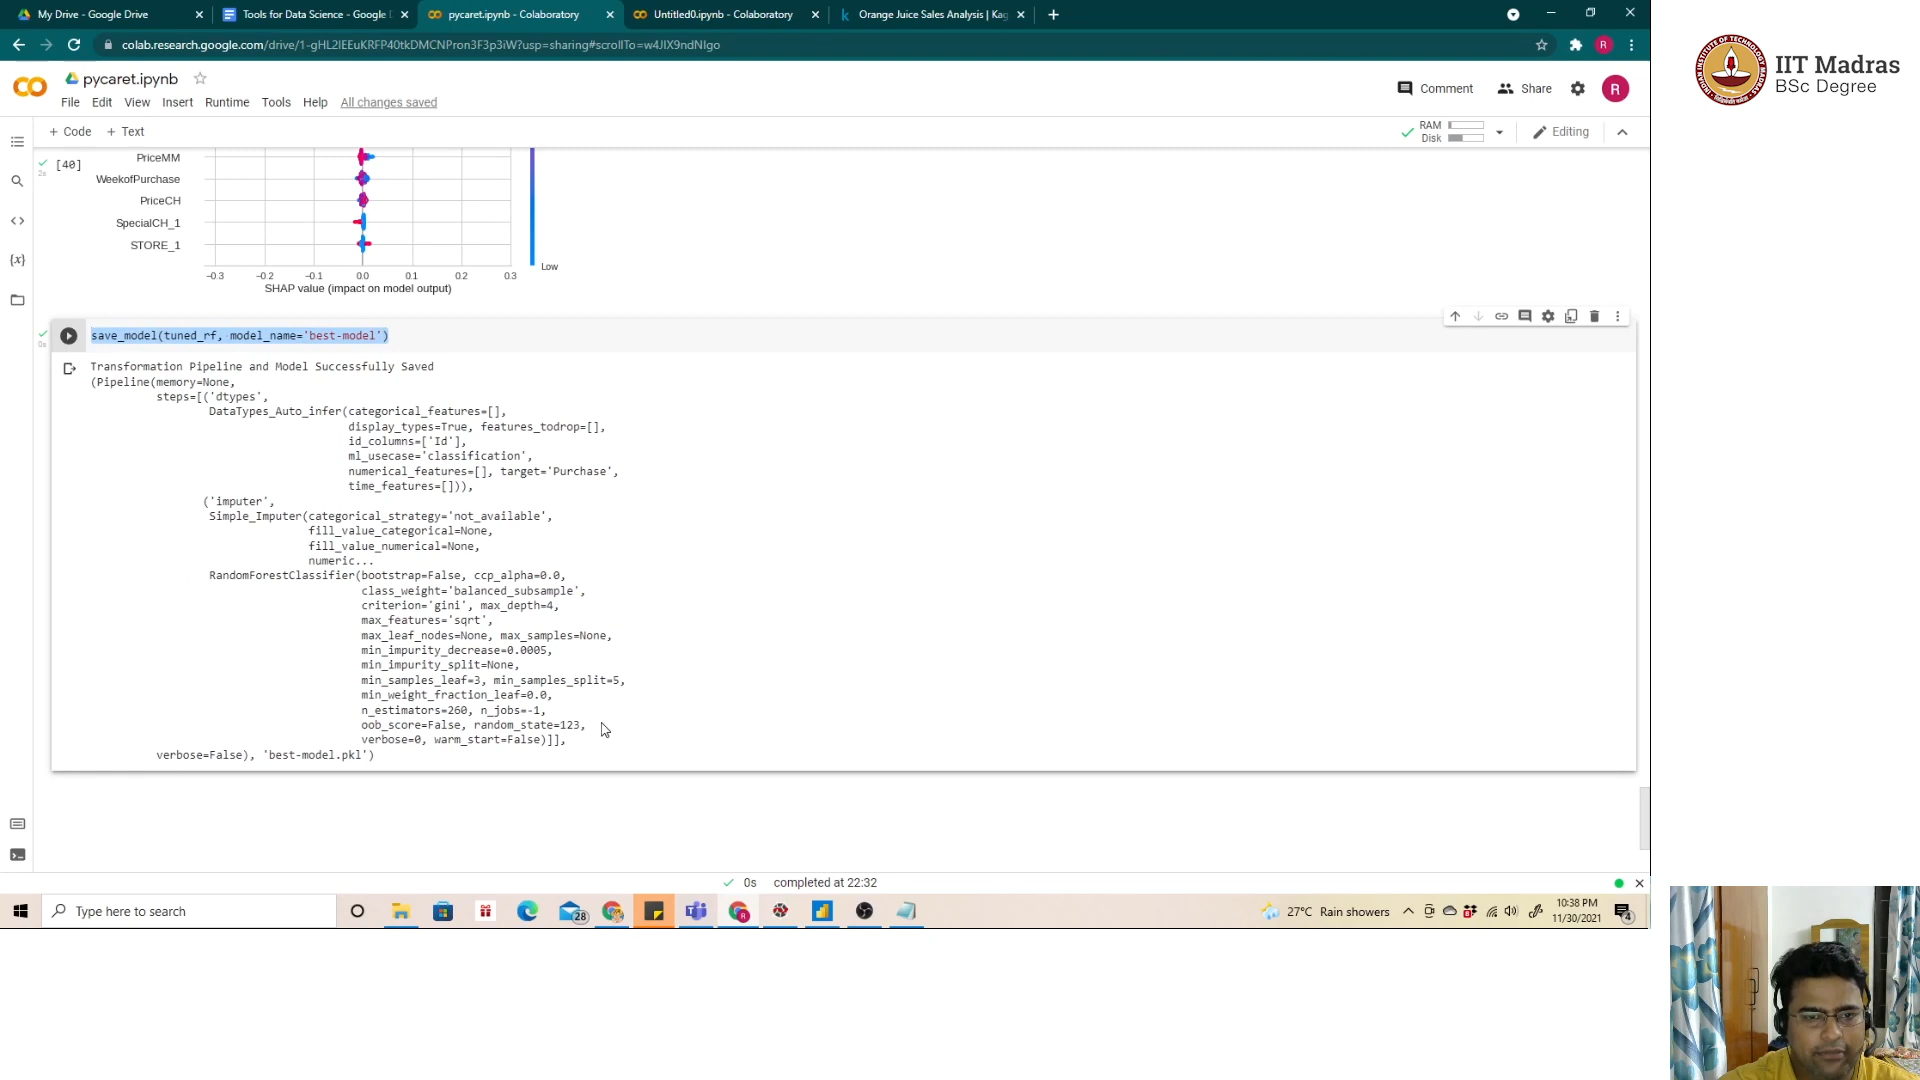 My Drive - Google Drive
Tools for Data Science - Google
pycaret.ipynb - Colaboratory
Untitled0.ipynb - Colaboratory
Orange Juice Sales Analysis | Kag
colab.research.google.com/drive/1-gHL2IEEuKRFP40tkDMCNPron3F3p3iW?usp=sharing#scrollTo=w4JIX9ndNIgo
R
IIT Madras
BSc Degree
pycaret.ipynb
Comment
Share
R
File Edit View Insert Runtime Tools Help All changes saved
+ Code + Text
RAM
Disk
Editing
[40]
2s
PriceMM
WeekofPurchase
PriceCH
SpecialCH_1
STORE_1
Low
−0.3 −0.2 −0.1 0.0 0.1 0.2 0.3
SHAP value (impact on model output)
{x}
0s
save_model(tuned_rf, model_name='best-model')
Transformation Pipeline and Model Successfully Saved
(Pipeline(memory=None,
steps=[('dtypes',
DataTypes_Auto_infer(categorical_features=[],
display_types=True, features_todrop=[],
id_columns=['Id'],
ml_usecase='classification',
numerical_features=[], target='Purchase',
time_features=[])),
('imputer',
Simple_Imputer(categorical_strategy='not_available',
fill_value_categorical=None,
fill_value_numerical=None,
numeric...
RandomForestClassifier(bootstrap=False, ccp_alpha=0.0,
class_weight='balanced_subsample',
criterion='gini', max_depth=4,
max_features='sqrt',
max_leaf_nodes=None, max_samples=None,
min_impurity_decrease=0.0005,
min_impurity_split=None,
min_samples_leaf=3, min_samples_split=5,
min_weight_fraction_leaf=0.0,
n_estimators=260, n_jobs=-1,
oob_score=False, random_state=123,
verbose=0, warm_start=False)]],
verbose=False), 'best-model.pkl')
0s completed at 22:32
Type here to search
28
27°C Rain showers
10:38 PM
11/30/2021
4